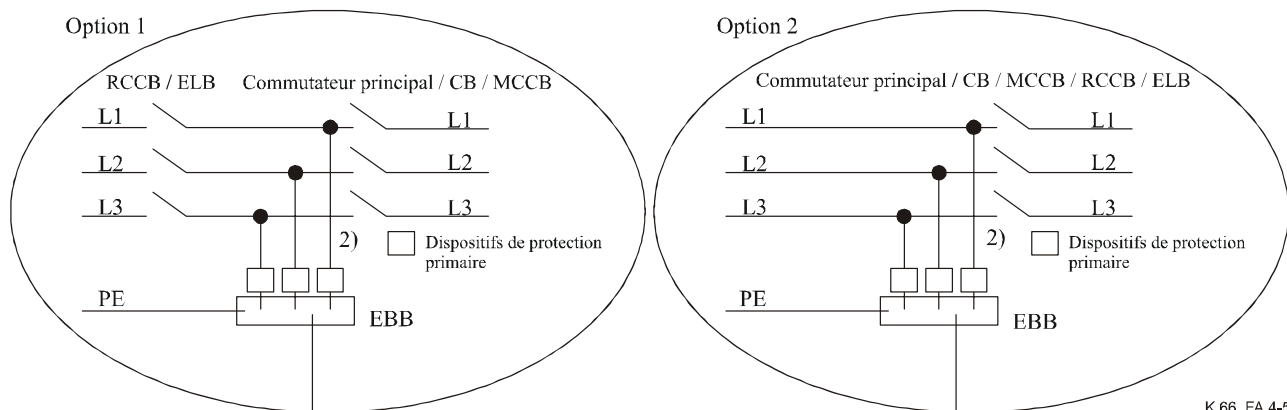 Option 1
RCCB / ELB
Commutateur principal / CB / MCCB
L1
L1
L2
L2
L3
L3
2)
Dispositifs de protection
primaire
PE
EBB
Option 2
Commutateur principal / CB / MCCB / RCCB / ELB
L1
L1
L2
L2
L3
L3
2)
Dispositifs de protection
primaire
PE
EBB